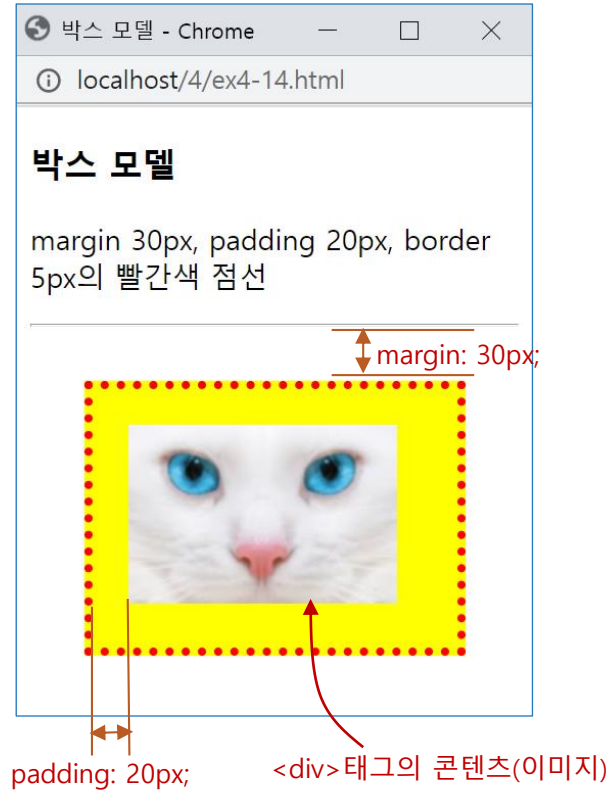 박스 모델 - Chrome
localhost/4/ex4-14.html
박스 모델
margin 30px, padding 20px, border
5px의 빨간색 점선
margin: 30px;
padding: 20px;
<div>태그의 콘텐츠(이미지)